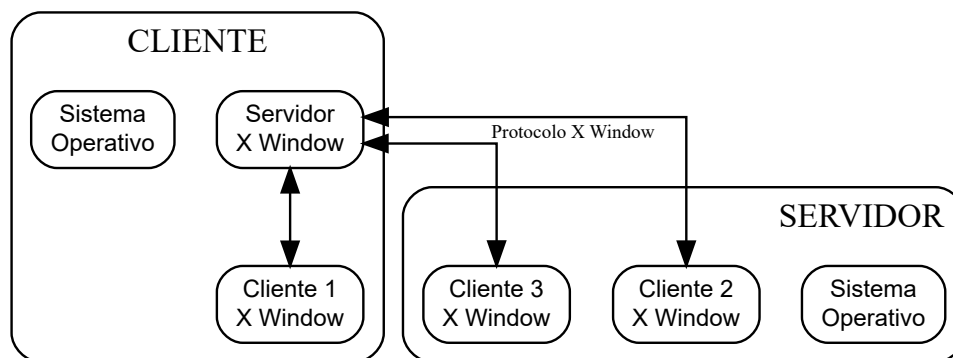 CLIENTE
Sistema
Operativo
Servidor
X Window
Protocolo X Window
Cliente 1
X Window
SERVIDOR
Cliente 3
X Window
Cliente 2
X Window
Sistema
Operativo